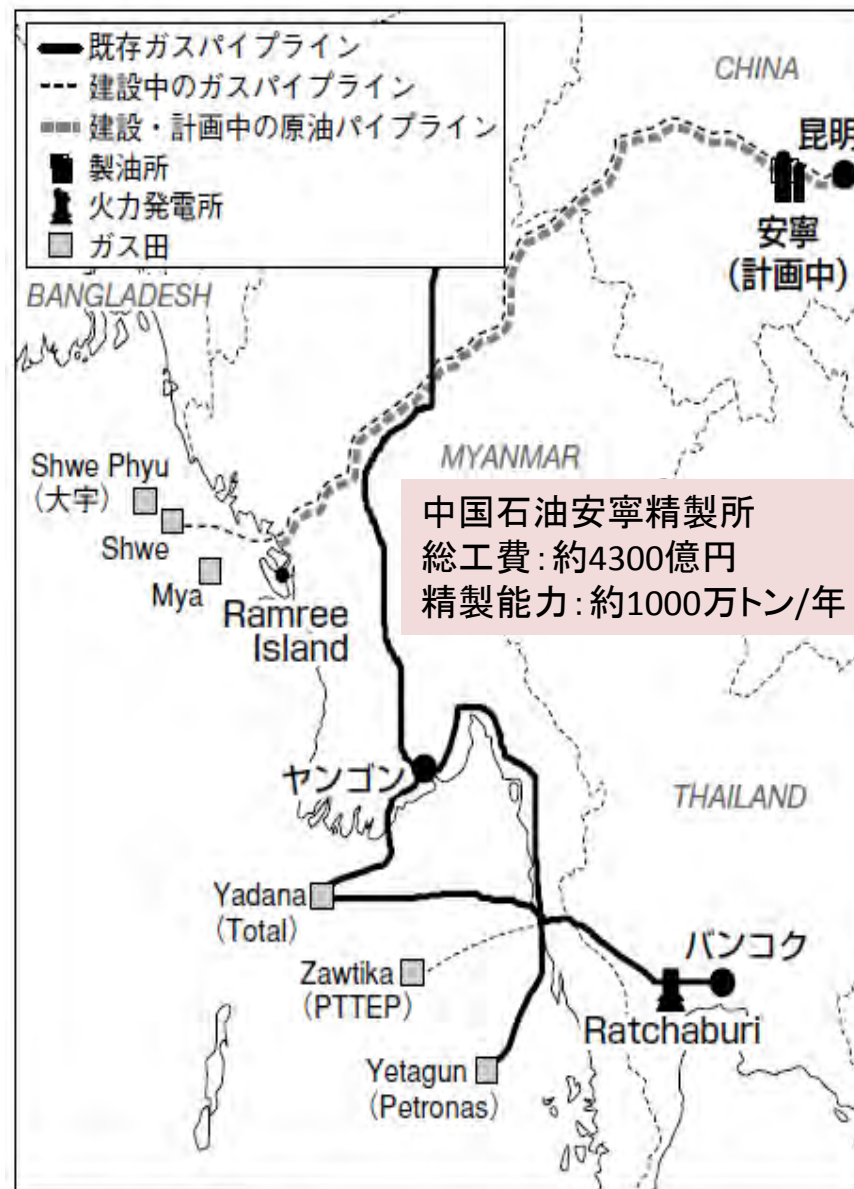 既存ガスパイプライン
建設中のガスパイプライン
建設・計画中の原油パイプライン
製油所
火力発電所
ガス田
CHINA
昆明
安寧
(計画中)
BANGLADESH
MYANMAR
Shwe Phyu
(大宇)
Shwe
Mya
Ramree
Island
中国石油安寧精製所
総工費:約4300億円
精製能力:約1000万トン/年
ヤンゴン
THAILAND
Yadana
(Total)
Zawtika
(PTTEP)
バンコク
Ratchaburi
Yetagun
(Petronas)